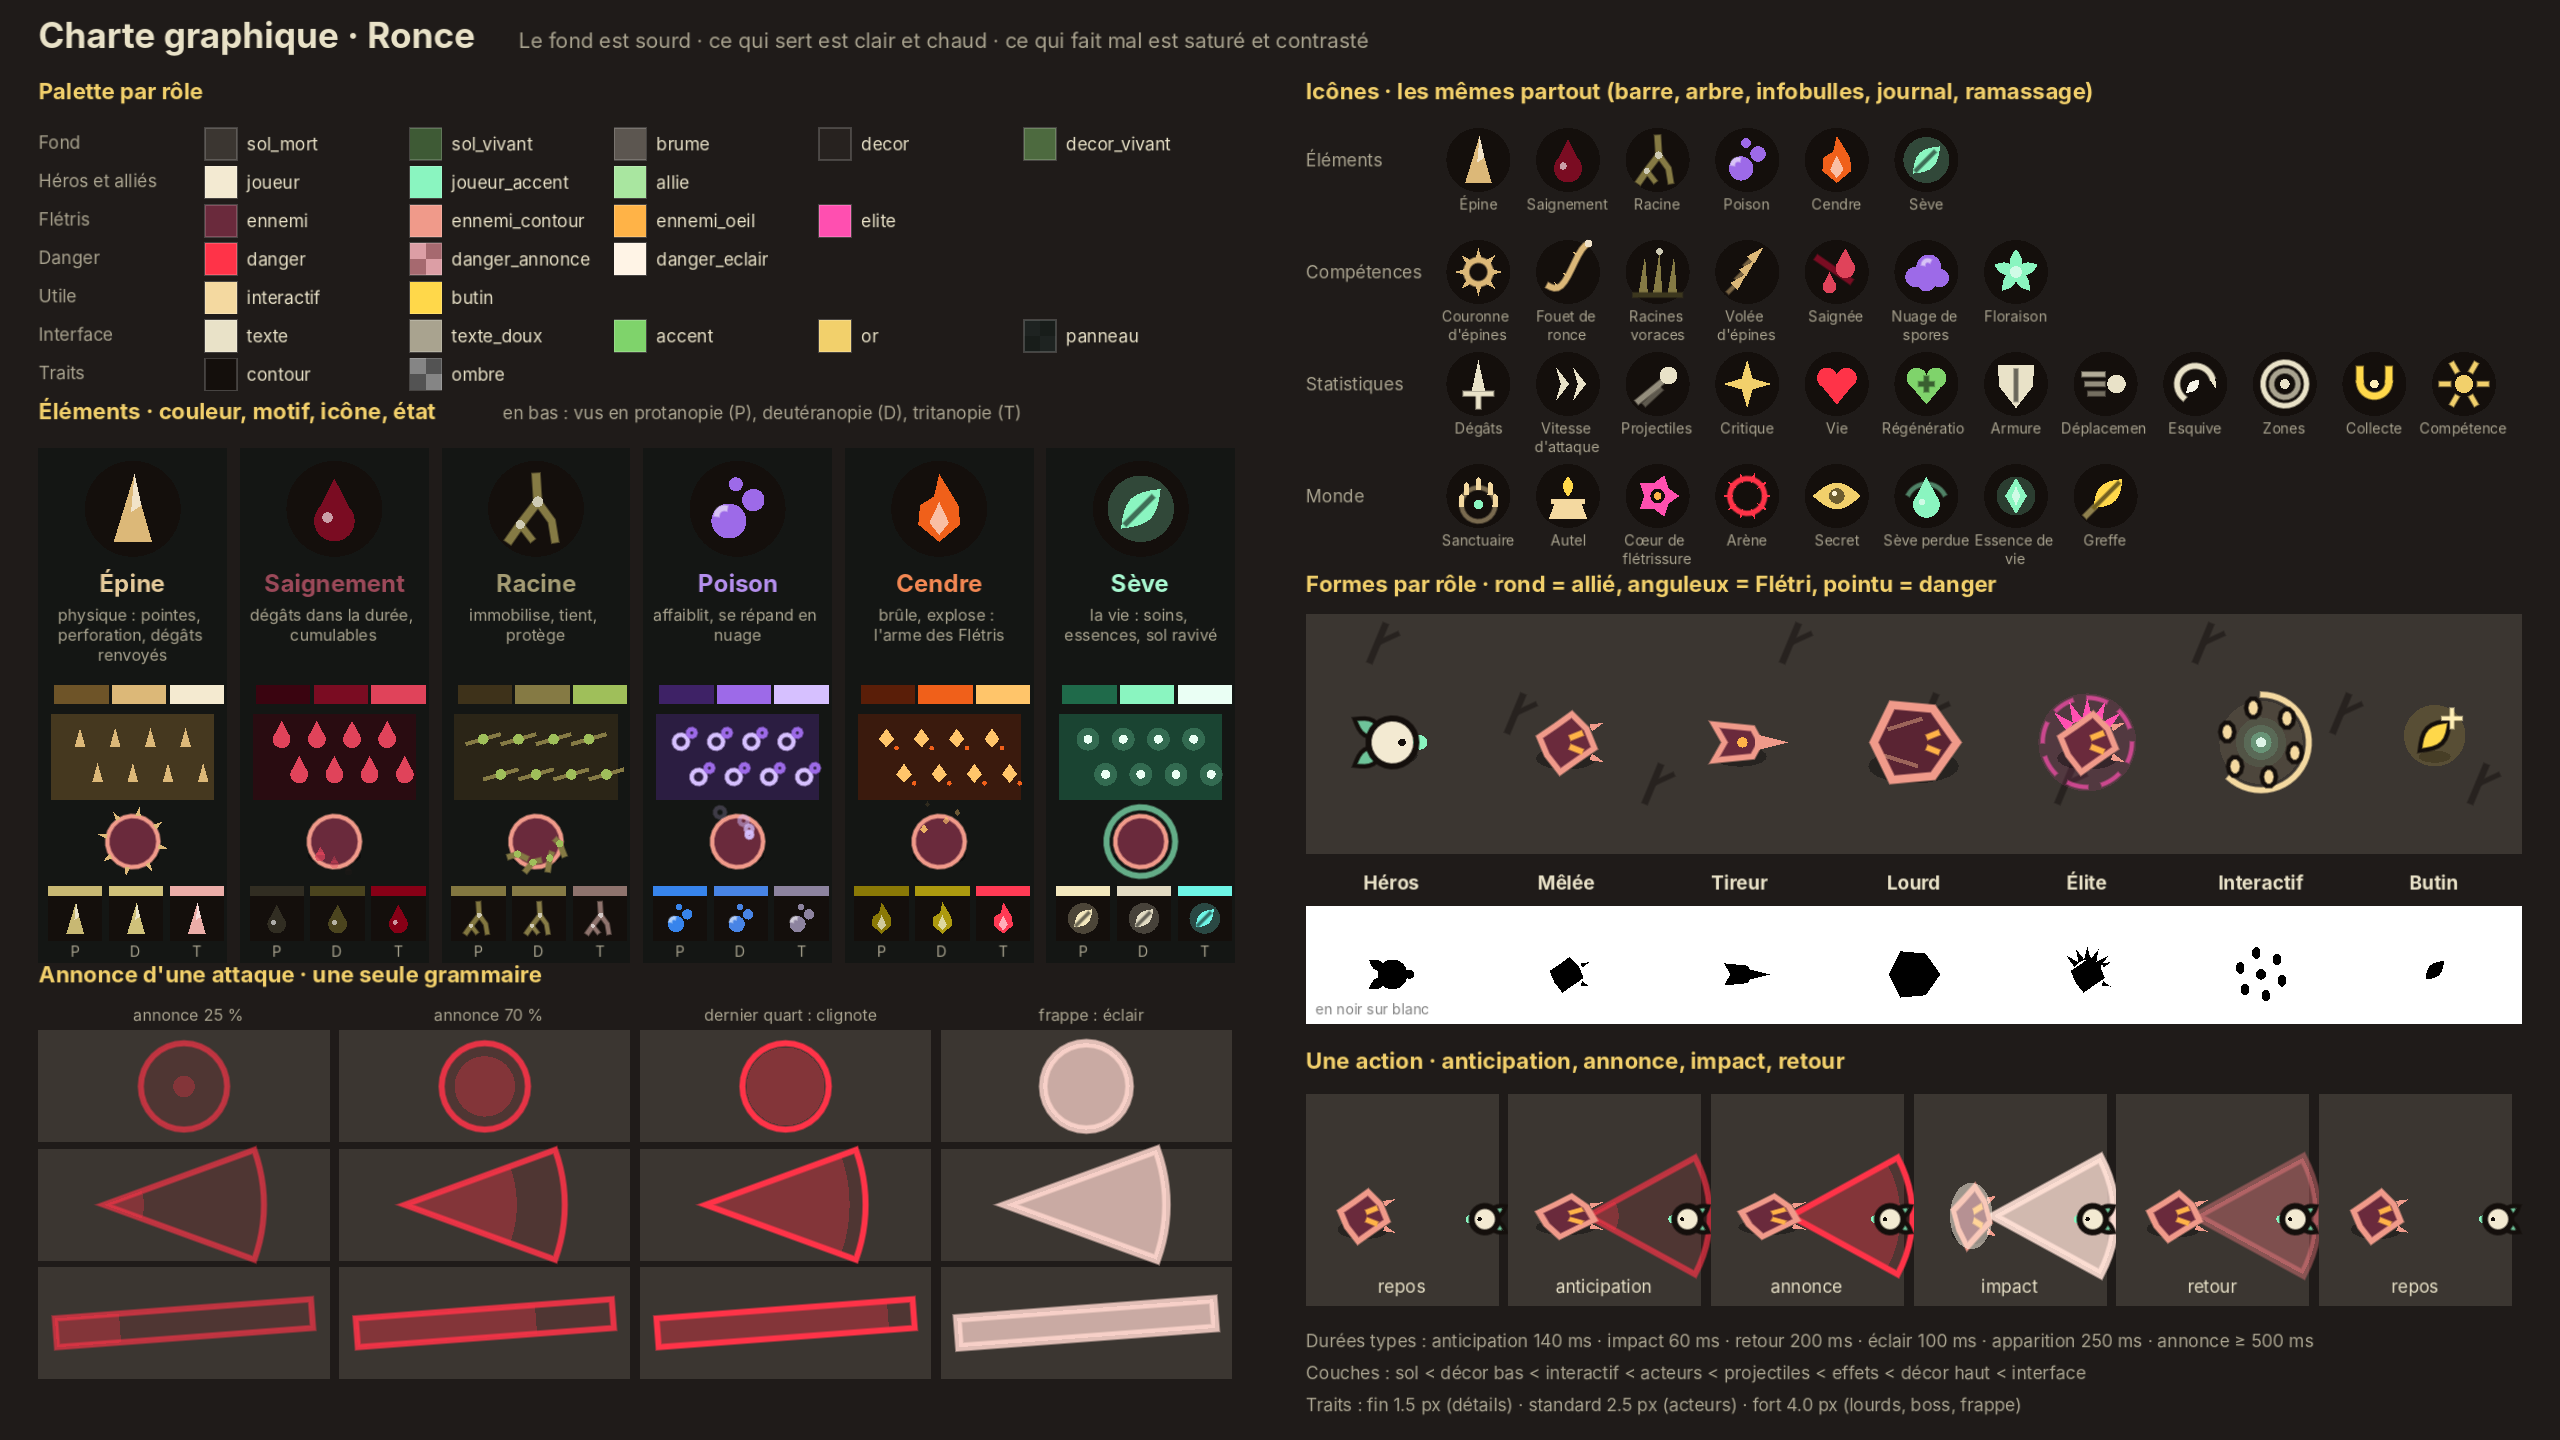 Charte graphique · Ronce
Le fond est sourd · ce qui sert est clair et chaud · ce qui fait mal est saturé et contrasté
Palette par rôle
Fond sol_mort sol_vivant brume decor decor_vivant
Héros et alliés joueur joueur_accent allie
Flétris ennemi ennemi_contour ennemi_oeil elite
Danger danger danger_annonce danger_eclair
Utile interactif butin
Interface texte texte_doux accent or panneau
Traits contour ombre
Éléments · couleur, motif, icône, état
en bas : vus en protanopie (P), deutéranopie (D), tritanopie (T)
Épine
physique : pointes,
perforation, dégâts
renvoyés
P D T
Saignement
dégâts dans la durée,
cumulables
P D T
Racine
immobilise, tient,
protège
P D T
Poison
affaiblit, se répand en
nuage
P D T
Cendre
brûle, explose :
l'arme des Flétris
P D T
Sève
la vie : soins,
essences, sol ravivé
P D T
Annonce d'une attaque · une seule grammaire
annonce 25 % annonce 70 % dernier quart : clignote frappe : éclair
Icônes · les mêmes partout (barre, arbre, infobulles, journal, ramassage)
Éléments
Épine Saignement Racine Poison Cendre Sève
Compétences
Couronne
d'épines
Fouet de
ronce
Racines
voraces
Volée
d'épines
Saignée
Nuage de
spores
Floraison
Statistiques
Dégâts
Vitesse
d'attaque
Projectiles Critique Vie Régénératio Armure Déplacemen Esquive Zones Collecte Compétence
Monde
Sanctuaire Autel
Cœur de
flétrissure
Arène Secret Sève perdue
Essence de
vie
Greffe
Formes par rôle · rond = allié, anguleux = Flétri, pointu = danger
Héros Mêlée Tireur Lourd Élite Interactif Butin
en noir sur blanc
Une action · anticipation, annonce, impact, retour
repos anticipation annonce impact retour repos
Durées types : anticipation 140 ms · impact 60 ms · retour 200 ms · éclair 100 ms · apparition 250 ms · annonce ≥ 500 ms
Couches : sol < décor bas < interactif < acteurs < projectiles < effets < décor haut < interface
Traits : fin 1.5 px (détails) · standard 2.5 px (acteurs) · fort 4.0 px (lourds, boss, frappe)